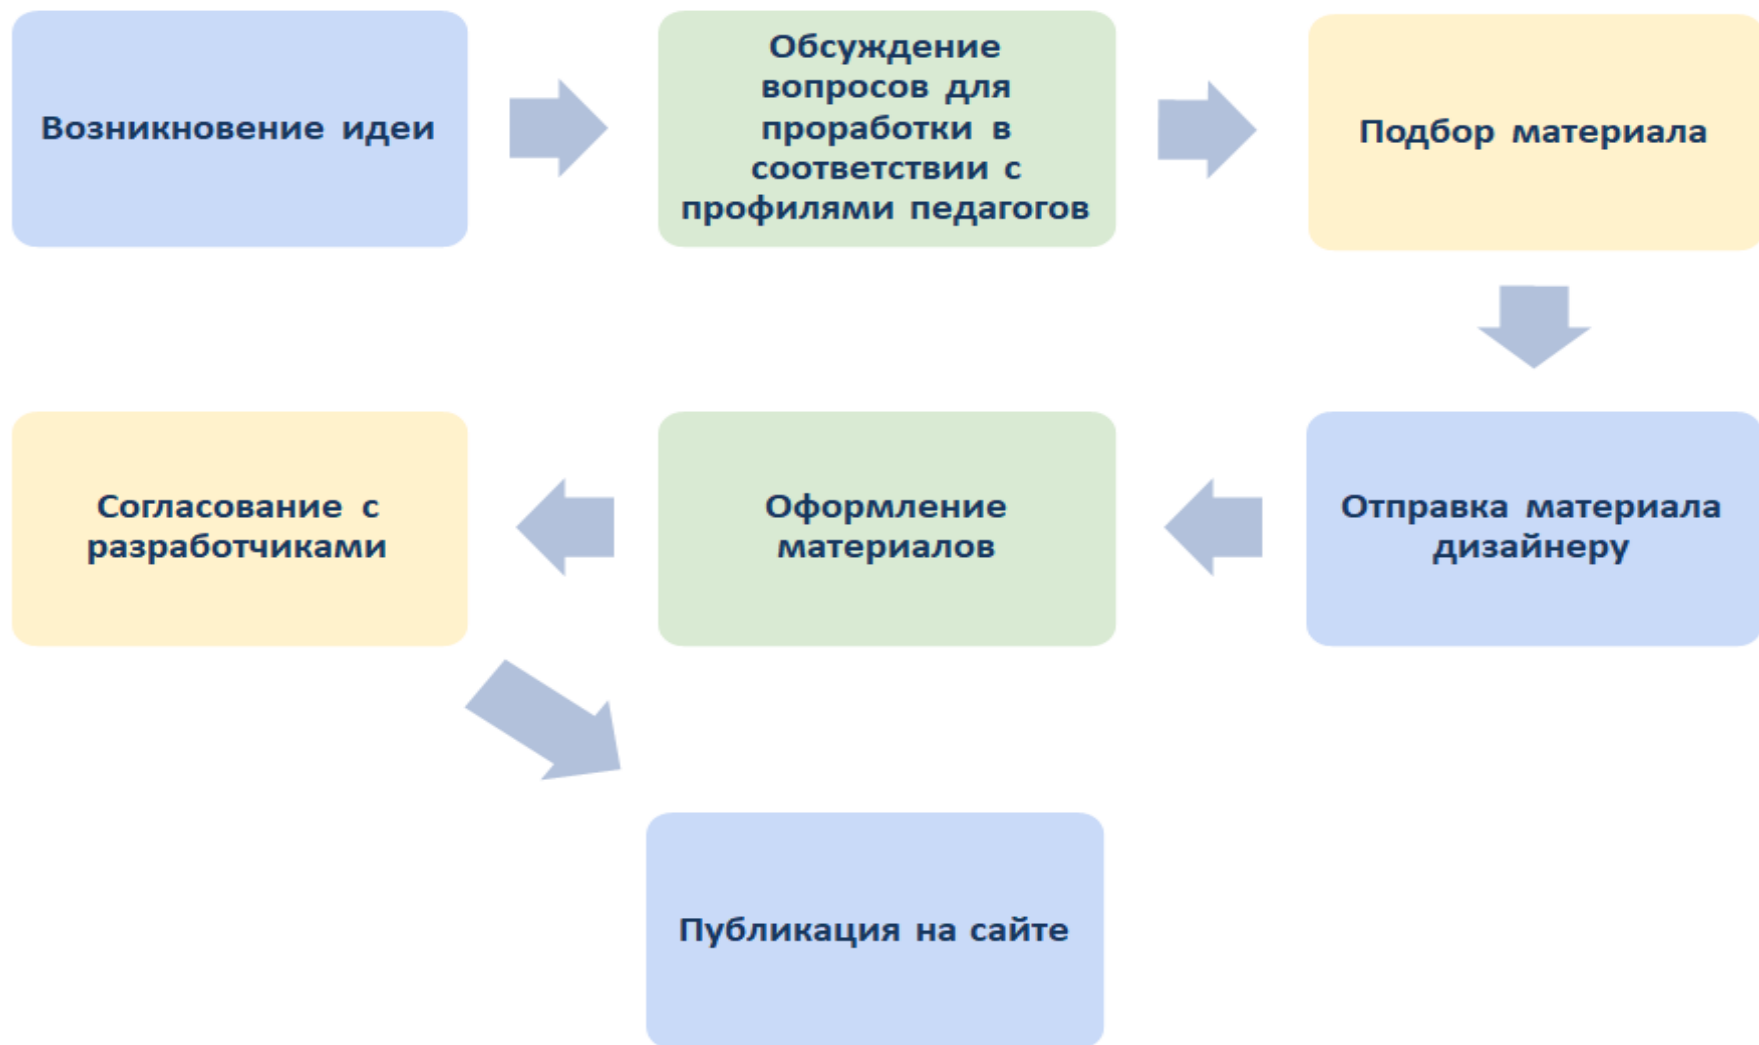 Возникновение идеи
Обсуждение
вопросов для
проработки в
соответствии с
профилями педагогов
Подбор материала
Отправка материала
дизайнеру
Оформление
материалов
Согласование с
разработчиками
Публикация на сайте